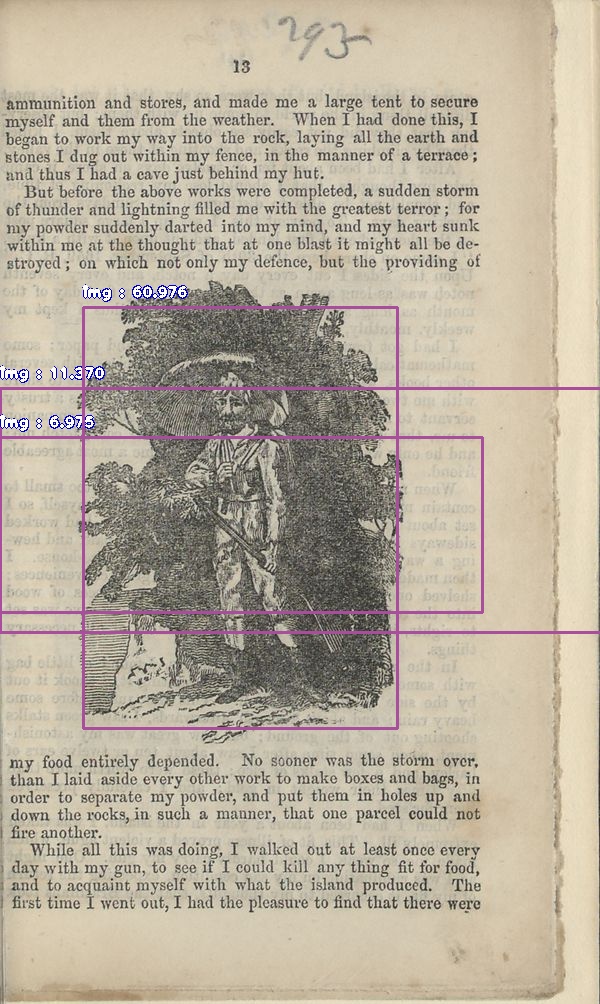 293
13
ammunition and stores, and made me a large tent to secure
myself and them from the weather. When I had done this, I
began to work my way into the rock, laying all the earth and
stones I dug out within my fence, in the manner of a terrace;
and thus I had a cave just behind my hut.
But before the above works were completed, a sudden storm
of thunder and lightning filled me with the greatest terror; for
my powder suddenly darted into my mind, and my heart sunk
within me at the thought that at one blast it might all be de-
stroyed; on which not only my defence, but the providing of
img : 60.976
img : 11.370
img : 6.975
my food entirely depended. No sooner was the storm over,
than I laid aside every other work to make boxes and bags, in
order to separate my powder, and put them in holes up and
down the rocks, in such a manner, that one parcel could not
fire another.
While all this was doing, I walked out at least once every
day with my gun, to see if I could kill any thing fit for food,
and to acquaint myself with what the island produced. The
first time I went out, I had the pleasure to find that there were